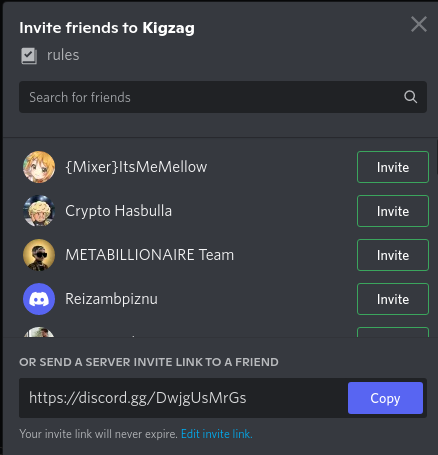 Invite friends to Kigzag
rules
Search for friends
{Mixer}ItsMeMellow Invite
Crypto Hasbulla Invite
METABILLIONAIRE Team Invite
Reizambpiznu Invite
OR SEND A SERVER INVITE LINK TO A FRIEND
https://discord.gg/DwjgUsMrGs Copy
Your invite link will never expire. Edit invite link.